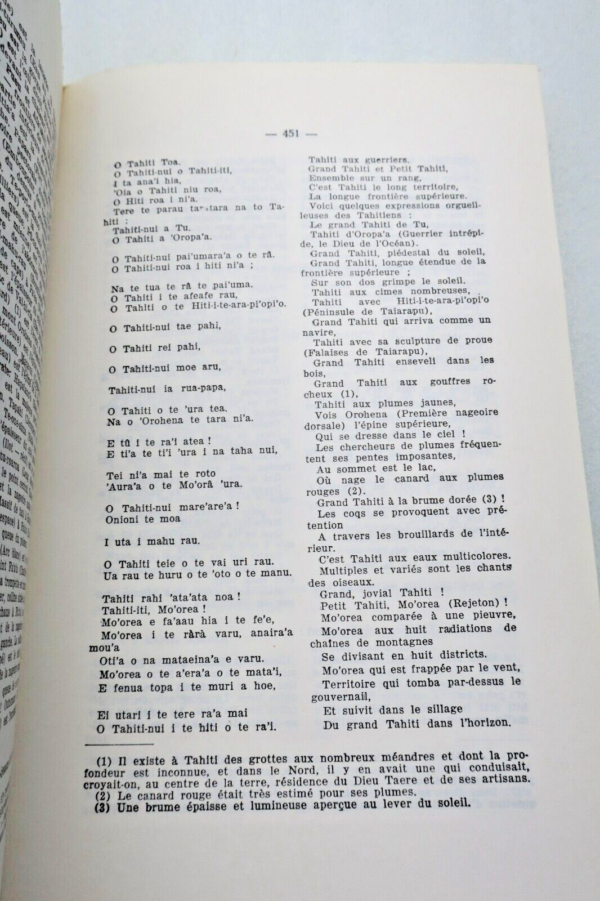 — 451 —
O Tahiti Toa.
O Tahiti-nui o Tahiti-iti,
I ta ana'i hia,
'Oia o Tahiti niu roa,
O Hiti roa i ni'a.
Tere te parau tara-tara na to Ta-
hiti :
Tahiti-nui a Tu.
O Tahiti a 'Oropa'a.
O Tahiti-nui pai'umara'a o te râ.
O Tahiti-nui roa i hiti ni'a ;
Na te tua te râ te pai'uma.
O Tahiti i te afeafe rau,
O Tahiti o te Hiti-i-te-ara-pi'opi'o.
O Tahiti-nui tae pahi,
O Tahiti rei pahi,
O Tahiti-nui moe aru,
Tahiti-nui ia rua-papa,
O Tahiti o te 'ura tea.
Na o 'Orohena te tara ni'a.
E tû i te ra'i atea !
E ti'a te ti'i 'ura i na taha nui.
Tei ni'a mai te roto
'Aura'a o te Mo'orâ 'ura.
O Tahiti-nui mare'are'a !
Onioni te moa
I uta i mahu rau.
O Tahiti teie o te vai uri rau.
Ua rau te huru o te 'oto o te manu.
Tahiti rahi 'ata'ata noa !
Tahiti-iti, Mo'orea !
Mo'orea e fa'aau hia i te fe'e,
Mo'orea i te rârâ varu, anaira'a
mou'a
Oti'a o na mataeina'a e varu.
Mo'orea o te a'era'a o te mata'i,
E fenua topa i te muri a hoe,
Ei utari i te tere ra'a mai
O Tahiti-nui i te hiti o te ra'i.
Tahiti aux guerriers.
Grand Tahiti et Petit Tahiti,
Ensemble sur un rang,
C'est Tahiti le long territoire,
La longue frontière supérieure.
Voici quelques expressions orgueil-
leuses des Tahitiens :
Le grand Tahiti de Tu,
Tahiti d'Oropa'a (Guerrier intrépi-
de, le Dieu de l'Océan).
Grand Tahiti, piédestal du soleil,
Grand Tahiti, longue étendue de la
frontière supérieure ;
Sur son dos grimpe le soleil.
Tahiti aux cimes nombreuses,
Tahiti avec Hiti-i-te-ara-pi'opi'o
(Péninsule de Taiarapu),
Grand Tahiti qui arriva comme un
navire,
Tahiti avec sa sculpture de proue
(Falaises de Taiarapu),
Grand Tahiti enseveli dans les
bois,
Grand Tahiti aux gouffres ro-
cheux (1),
Tahiti aux plumes jaunes,
Vois Orohena (Première nageoire
dorsale) l'épine supérieure,
Qui se dresse dans le ciel !
Les chercheurs de plumes fréquen-
tent ses pentes imposantes,
Au sommet est le lac,
Où nage le canard aux plumes
rouges (2).
Grand Tahiti à la brume dorée (3) !
Les coqs se provoquent avec pré-
tention
A travers les brouillards de l'inté-
rieur.
C'est Tahiti aux eaux multicolores.
Multiples et variés sont les chants
des oiseaux.
Grand, jovial Tahiti !
Petit Tahiti, Mo'orea (Rejeton) !
Mo'orea comparée à une pieuvre,
Mo'orea aux huit radiations de
chaînes de montagnes
Se divisant en huit districts.
Mo'orea qui est frappée par le vent,
Territoire qui tomba par-dessus le
gouvernail,
Et suivit dans le sillage
Du grand Tahiti dans l'horizon.
(1) Il existe à Tahiti des grottes aux nombreux méandres et dont la pro-
fondeur est inconnue, et dans le Nord, il y en avait une qui conduisait,
croyait-on, au centre de la terre, résidence du Dieu Taere et de ses artisans.
(2) Le canard rouge était très estimé pour ses plumes.
(3) Une brume épaisse et lumineuse aperçue au lever du soleil.